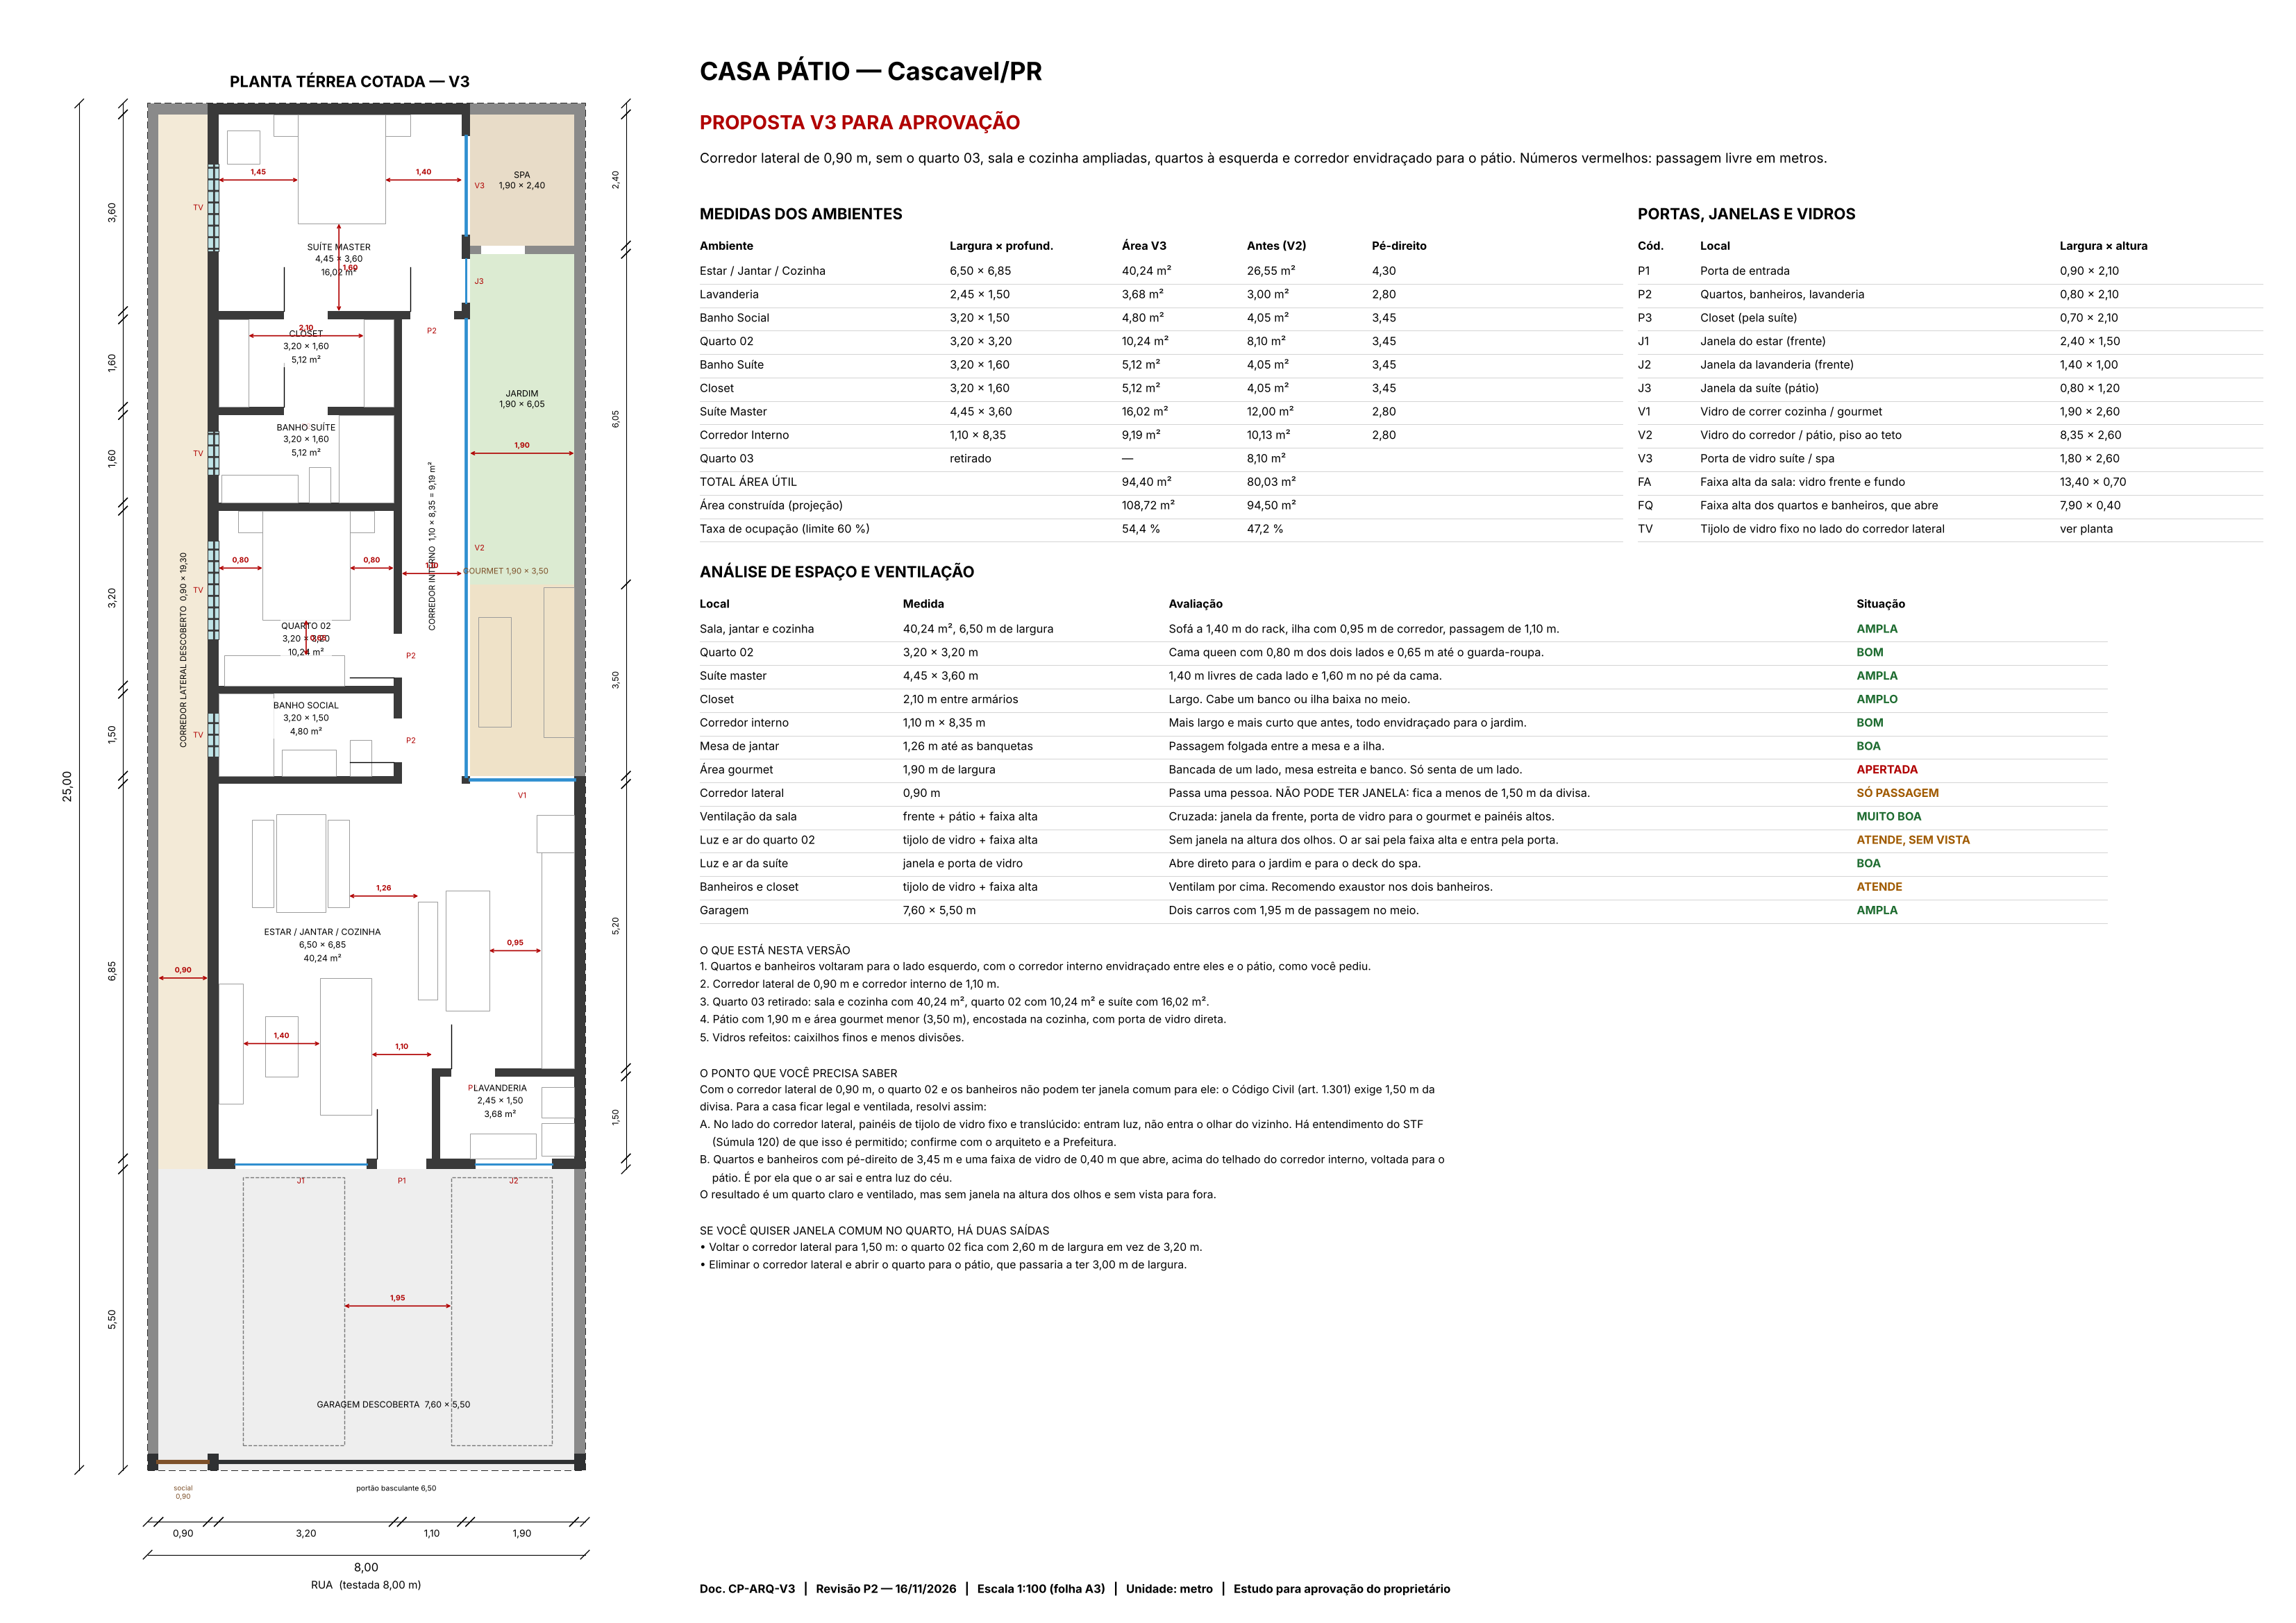 PLANTA TÉRREA COTADA — V3
25,00
3,60
1,60
1,60
3,20
1,50
6,85
5,50
2,40
6,05
3,50
5,20
1,50
TV
1,45
1,40
V3
SPA
1,90 × 2,40
SUÍTE MASTER
4,45 × 3,60
16,02 m²
1,60
J3
P2
2,10
CLOSET
3,20 × 1,60
5,12 m²
JARDIM
1,90 × 6,05
1,90
BANHO SUÍTE
3,20 × 1,60
5,12 m²
TV
CORREDOR INTERNO 1,10 × 8,35 = 9,19 m²
V2
1,10
GOURMET 1,90 × 3,50
0,80
0,80
TV
QUARTO 02
3,20 × 3,20
0,65
10,24 m²
P2
CORREDOR LATERAL DESCOBERTO 0,90 × 19,30
BANHO SOCIAL
3,20 × 1,50
4,80 m²
TV
P2
V1
1,26
ESTAR / JANTAR / COZINHA
6,50 × 6,85
40,24 m²
0,95
0,90
1,40
1,10
LAVANDERIA
2,45 × 1,50
3,68 m²
J1
P1
J2
1,95
GARAGEM DESCOBERTA 7,60 × 5,50
social
0,90
portão basculante 6,50
0,90
3,20
1,10
1,90
8,00
RUA (testada 8,00 m)
CASA PÁTIO — Cascavel/PR
PROPOSTA V3 PARA APROVAÇÃO
Corredor lateral de 0,90 m, sem o quarto 03, sala e cozinha ampliadas, quartos à esquerda e corredor envidraçado para o pátio. Números vermelhos: passagem livre em metros.
MEDIDAS DOS AMBIENTES
Ambiente Largura × profund. Área V3 Antes (V2) Pé-direito
Estar / Jantar / Cozinha 6,50 × 6,85 40,24 m² 26,55 m² 4,30
Lavanderia 2,45 × 1,50 3,68 m² 3,00 m² 2,80
Banho Social 3,20 × 1,50 4,80 m² 4,05 m² 3,45
Quarto 02 3,20 × 3,20 10,24 m² 8,10 m² 3,45
Banho Suíte 3,20 × 1,60 5,12 m² 4,05 m² 3,45
Closet 3,20 × 1,60 5,12 m² 4,05 m² 3,45
Suíte Master 4,45 × 3,60 16,02 m² 12,00 m² 2,80
Corredor Interno 1,10 × 8,35 9,19 m² 10,13 m² 2,80
Quarto 03 retirado — 8,10 m²
TOTAL ÁREA ÚTIL 94,40 m² 80,03 m²
Área construída (projeção) 108,72 m² 94,50 m²
Taxa de ocupação (limite 60 %) 54,4 % 47,2 %
PORTAS, JANELAS E VIDROS
Cód. Local Largura × altura
P1 Porta de entrada 0,90 × 2,10
P2 Quartos, banheiros, lavanderia 0,80 × 2,10
P3 Closet (pela suíte) 0,70 × 2,10
J1 Janela do estar (frente) 2,40 × 1,50
J2 Janela da lavanderia (frente) 1,40 × 1,00
J3 Janela da suíte (pátio) 0,80 × 1,20
V1 Vidro de correr cozinha / gourmet 1,90 × 2,60
V2 Vidro do corredor / pátio, piso ao teto 8,35 × 2,60
V3 Porta de vidro suíte / spa 1,80 × 2,60
FA Faixa alta da sala: vidro frente e fundo 13,40 × 0,70
FQ Faixa alta dos quartos e banheiros, que abre 7,90 × 0,40
TV Tijolo de vidro fixo no lado do corredor lateral ver planta
ANÁLISE DE ESPAÇO E VENTILAÇÃO
Local Medida Avaliação Situação
Sala, jantar e cozinha 40,24 m², 6,50 m de largura Sofá a 1,40 m do rack, ilha com 0,95 m de corredor, passagem de 1,10 m. AMPLA
Quarto 02 3,20 × 3,20 m Cama queen com 0,80 m dos dois lados e 0,65 m até o guarda-roupa. BOM
Suíte master 4,45 × 3,60 m 1,40 m livres de cada lado e 1,60 m no pé da cama. AMPLA
Closet 2,10 m entre armários Largo. Cabe um banco ou ilha baixa no meio. AMPLO
Corredor interno 1,10 m × 8,35 m Mais largo e mais curto que antes, todo envidraçado para o jardim. BOM
Mesa de jantar 1,26 m até as banquetas Passagem folgada entre a mesa e a ilha. BOA
Área gourmet 1,90 m de largura Bancada de um lado, mesa estreita e banco. Só senta de um lado. APERTADA
Corredor lateral 0,90 m Passa uma pessoa. NÃO PODE TER JANELA: fica a menos de 1,50 m da divisa. SÓ PASSAGEM
Ventilação da sala frente + pátio + faixa alta Cruzada: janela da frente, porta de vidro para o gourmet e painéis altos. MUITO BOA
Luz e ar do quarto 02 tijolo de vidro + faixa alta Sem janela na altura dos olhos. O ar sai pela faixa alta e entra pela porta. ATENDE, SEM VISTA
Luz e ar da suíte janela e porta de vidro Abre direto para o jardim e para o deck do spa. BOA
Banheiros e closet tijolo de vidro + faixa alta Ventilam por cima. Recomendo exaustor nos dois banheiros. ATENDE
Garagem 7,60 × 5,50 m Dois carros com 1,95 m de passagem no meio. AMPLA
O QUE ESTÁ NESTA VERSÃO
1. Quartos e banheiros voltaram para o lado esquerdo, com o corredor interno envidraçado entre eles e o pátio, como você pediu.
2. Corredor lateral de 0,90 m e corredor interno de 1,10 m.
3. Quarto 03 retirado: sala e cozinha com 40,24 m², quarto 02 com 10,24 m² e suíte com 16,02 m².
4. Pátio com 1,90 m e área gourmet menor (3,50 m), encostada na cozinha, com porta de vidro direta.
5. Vidros refeitos: caixilhos finos e menos divisões.
O PONTO QUE VOCÊ PRECISA SABER
Com o corredor lateral de 0,90 m, o quarto 02 e os banheiros não podem ter janela comum para ele: o Código Civil (art. 1.301) exige 1,50 m da
divisa. Para a casa ficar legal e ventilada, resolvi assim:
A. No lado do corredor lateral, painéis de tijolo de vidro fixo e translúcido: entram luz, não entra o olhar do vizinho. Há entendimento do STF
(Súmula 120) de que isso é permitido; confirme com o arquiteto e a Prefeitura.
B. Quartos e banheiros com pé-direito de 3,45 m e uma faixa de vidro de 0,40 m que abre, acima do telhado do corredor interno, voltada para o
pátio. É por ela que o ar sai e entra luz do céu.
O resultado é um quarto claro e ventilado, mas sem janela na altura dos olhos e sem vista para fora.
SE VOCÊ QUISER JANELA COMUM NO QUARTO, HÁ DUAS SAÍDAS
• Voltar o corredor lateral para 1,50 m: o quarto 02 fica com 2,60 m de largura em vez de 3,20 m.
• Eliminar o corredor lateral e abrir o quarto para o pátio, que passaria a ter 3,00 m de largura.
Doc. CP-ARQ-V3 | Revisão P2 — 16/11/2026 | Escala 1:100 (folha A3) | Unidade: metro | Estudo para aprovação do proprietário